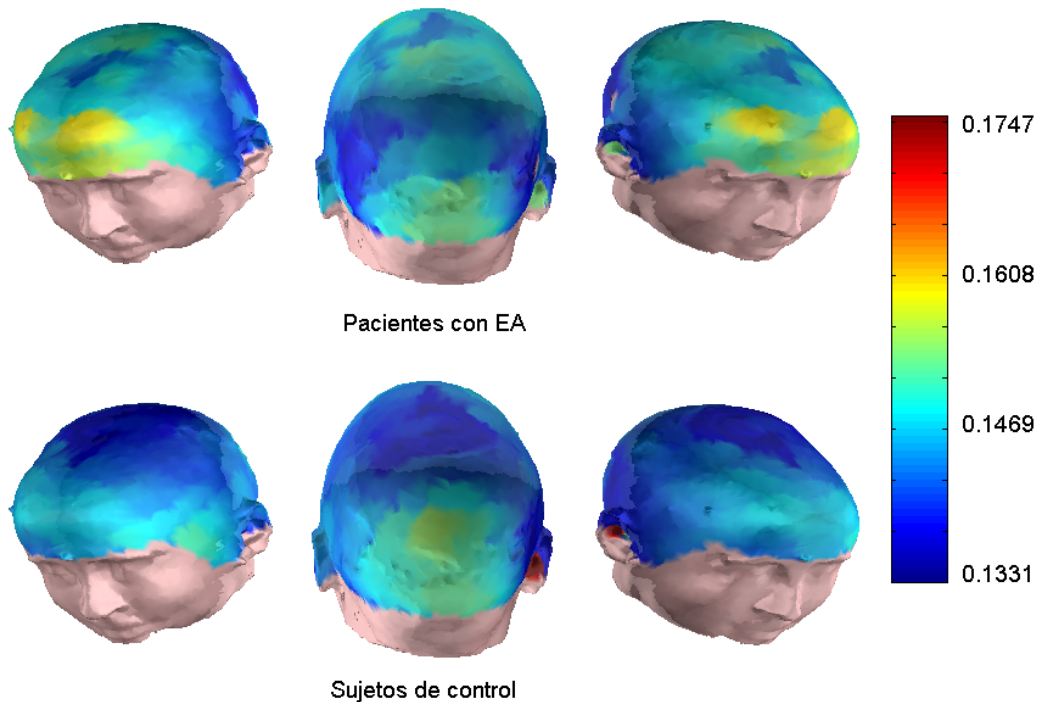 0.1747
0.1608
Pacientes con EA
0.1469
0.1331
Sujetos de control